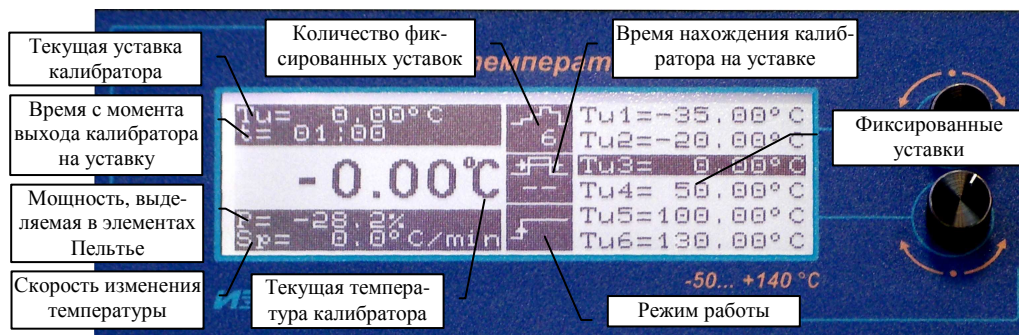 Текущая уставка
калибратора
Количество фик-
сированных уставок
Время нахождения калиб-
ратора на уставке
Время с момента
выхода калибратора
на уставку
Фиксированные
уставки
Мощность, выде-
ляемая в элементах
Пельтье
Скорость изменения
температуры
Текущая темпера-
тура калибратора
Режим работы
температ
Tu= 0.00°C
= 01:00
-0.00°C
P= -28.2%
Sp= 0.0°C/min
6
--
Tu1=-35.00°C
Tu2=-20.00°C
Tu3= 0.00°C
Tu4= 50.00°C
Tu5=100.00°C
Tu6=130.00°C
-50... +140 °C